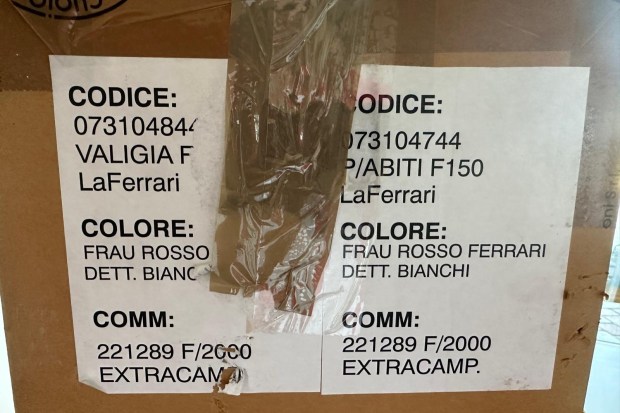 CODICE:
073104844
VALIGIA F
LaFerrari
COLORE:
FRAU ROSSO
DETT. BIANC
COMM:
221289 F/2000
EXTRACAM
CODICE:
073104744
P/ABITI F150
LaFerrari
COLORE:
FRAU ROSSO FERRARI
DETT. BIANCHI
COMM:
221289 F/2000
EXTRACAMP.